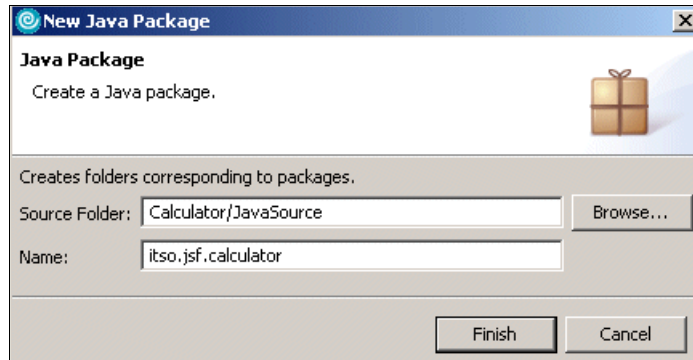 New Java Package
Java Package
Create a Java package.
Creates folders corresponding to packages.
Source Folder: Calculator/JavaSource Browse...
Name: itso.jsf.calculator
Finish Cancel